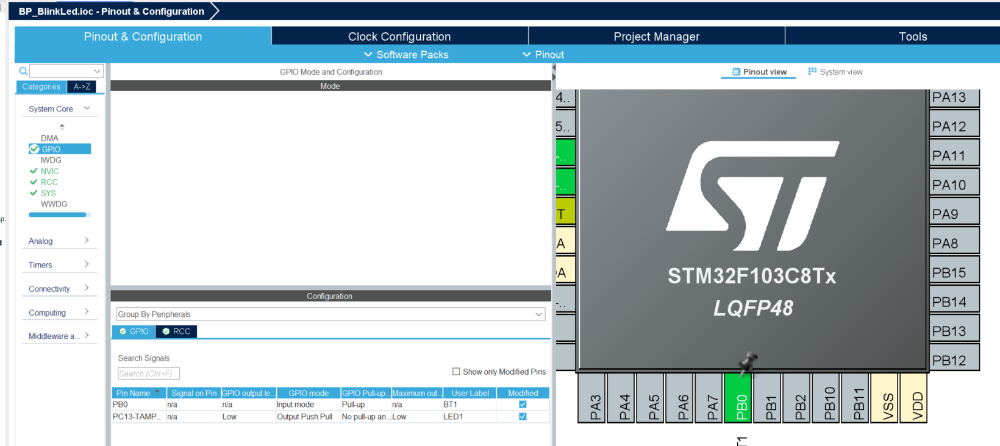 BP_BlinkLed.ioc - Pinout & Configuration
Pinout & Configuration
Clock Configuration
Project Manager
Tools
Software Packs
Pinout
Categories
A->Z
System Core
DMA
GPIO
IWDG
NVIC
RCC
SYS
WWDG
Analog
Timers
Connectivity
Computing
Middleware a...
GPIO Mode and Configuration
Mode
Configuration
Group By Peripherals
GPIO
RCC
Search Signals
Search (Ctrl+F)
Show only Modified Pins
Pin Name Signal on Pin GPIO output le... GPIO mode GPIO Pull-up... Maximum out... User Label Modified
PB0 n/a n/a Input mode Pull-up n/a BT1
PC13-TAMP... n/a Low Output Push Pull No pull-up an... Low LED1
Pinout view
System view
4..
5..
-..
-..
T
A
A
-..
STM32F103C8Tx
LQFP48
PA13
PA12
PA11
PA10
PA9
PA8
PB15
PB14
PB13
PB12
PA3
PA4
PA5
PA6
PA7
PB0
PB1
PB2
PB10
PB11
VSS
VDD
T1